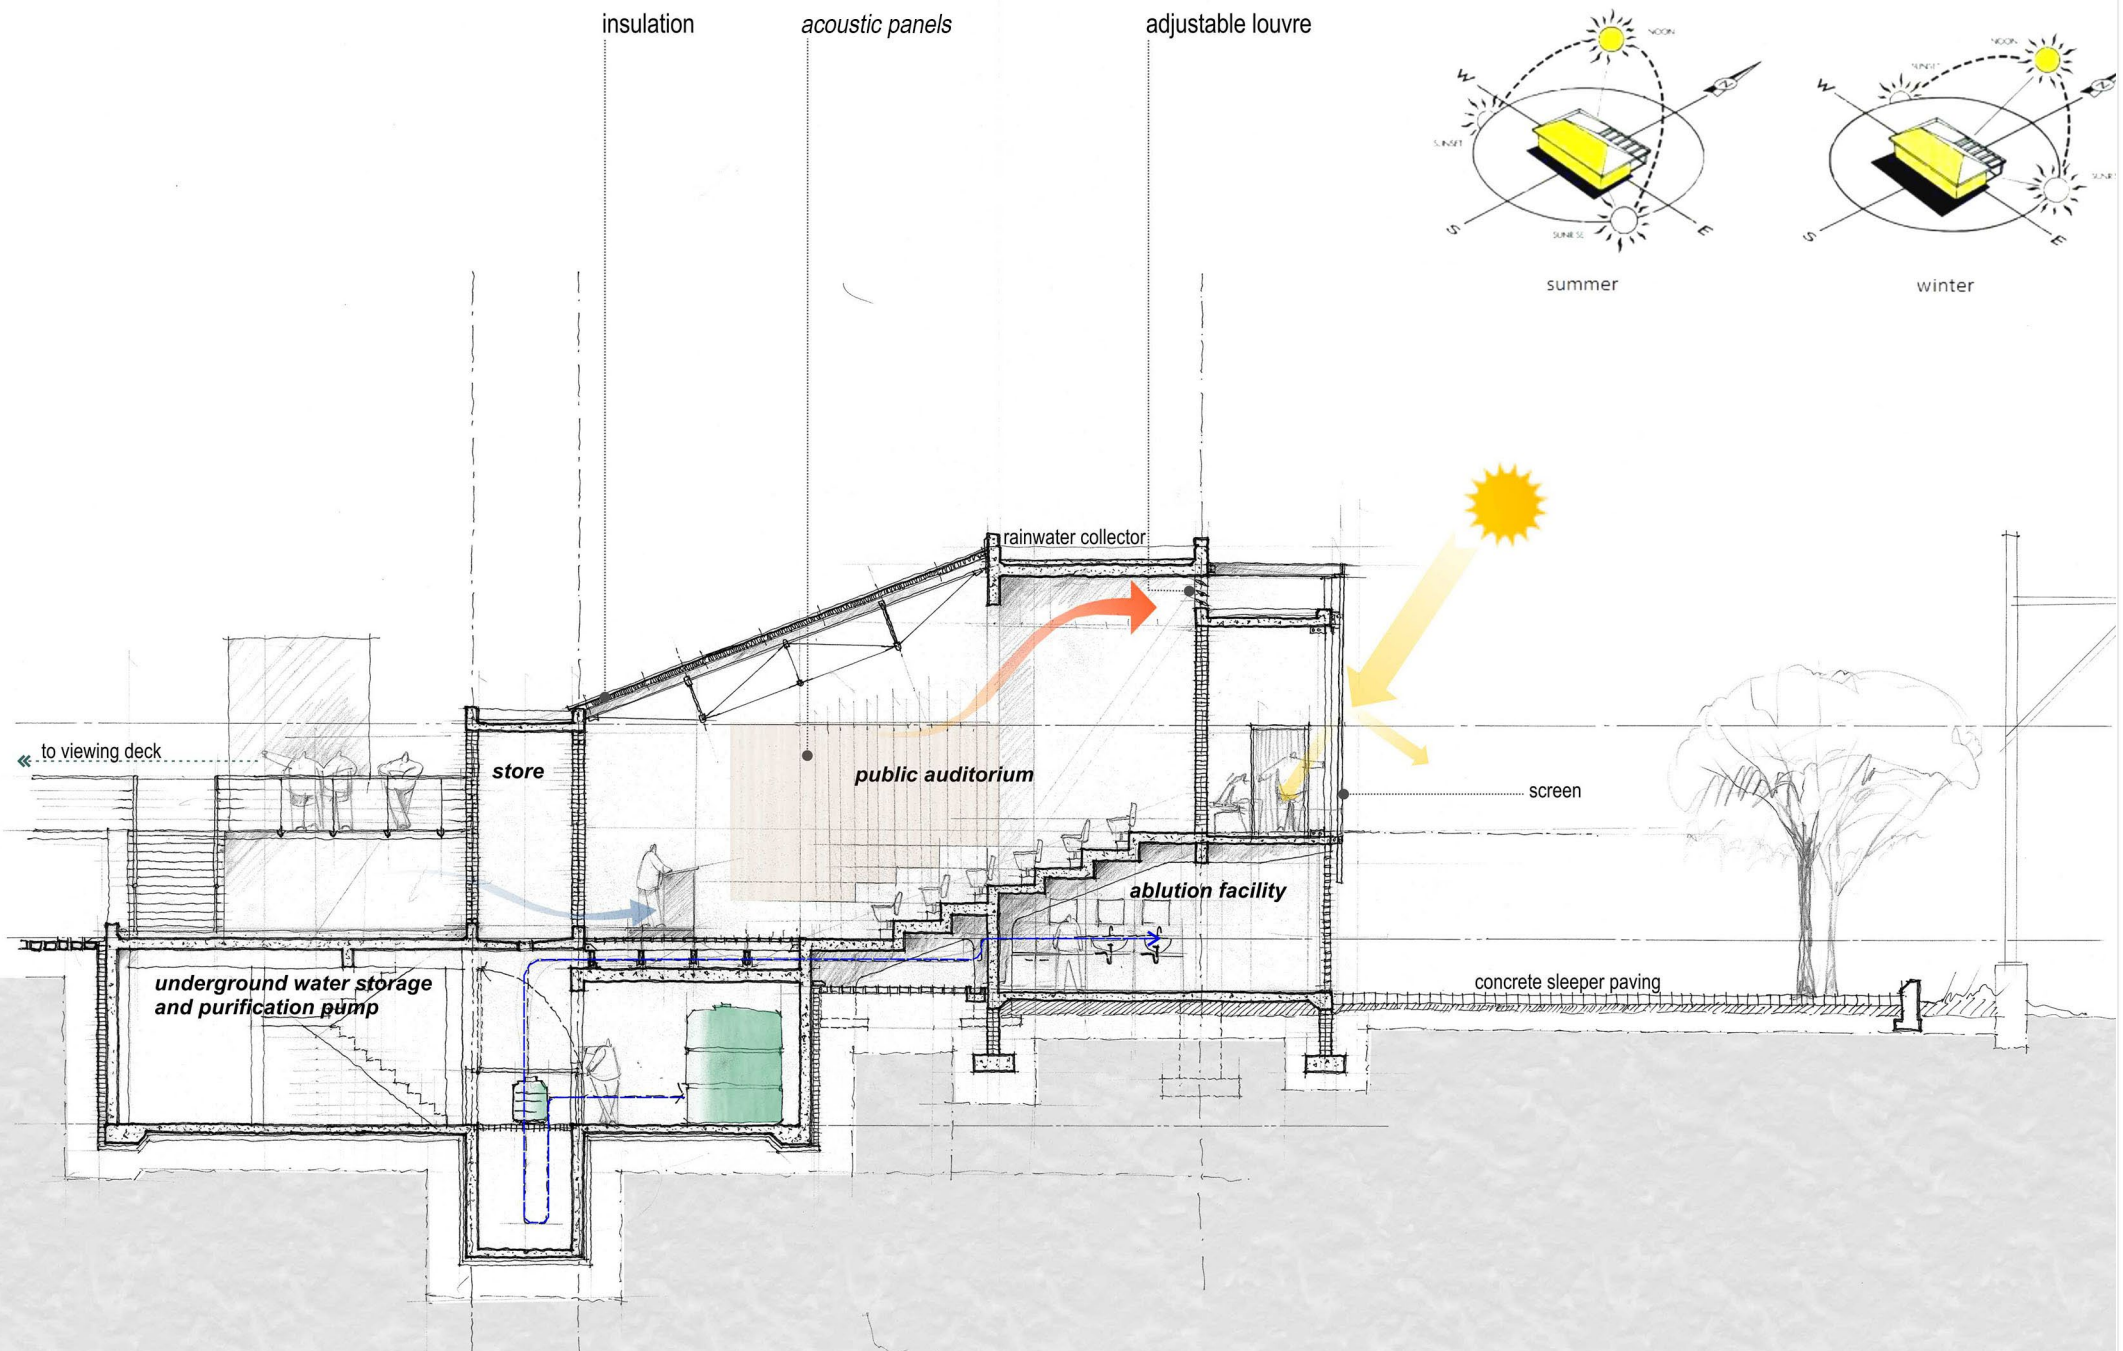 insulation
acoustic panels
adjustable louvre
NOON
W
N
SUNSET
SUNRISE
S
E
summer
NOON
SUNSET
W
N
S
E
winter
rainwater collector
to viewing deck
store
public auditorium
screen
ablution facility
underground water storage
and purification pump
concrete sleeper paving